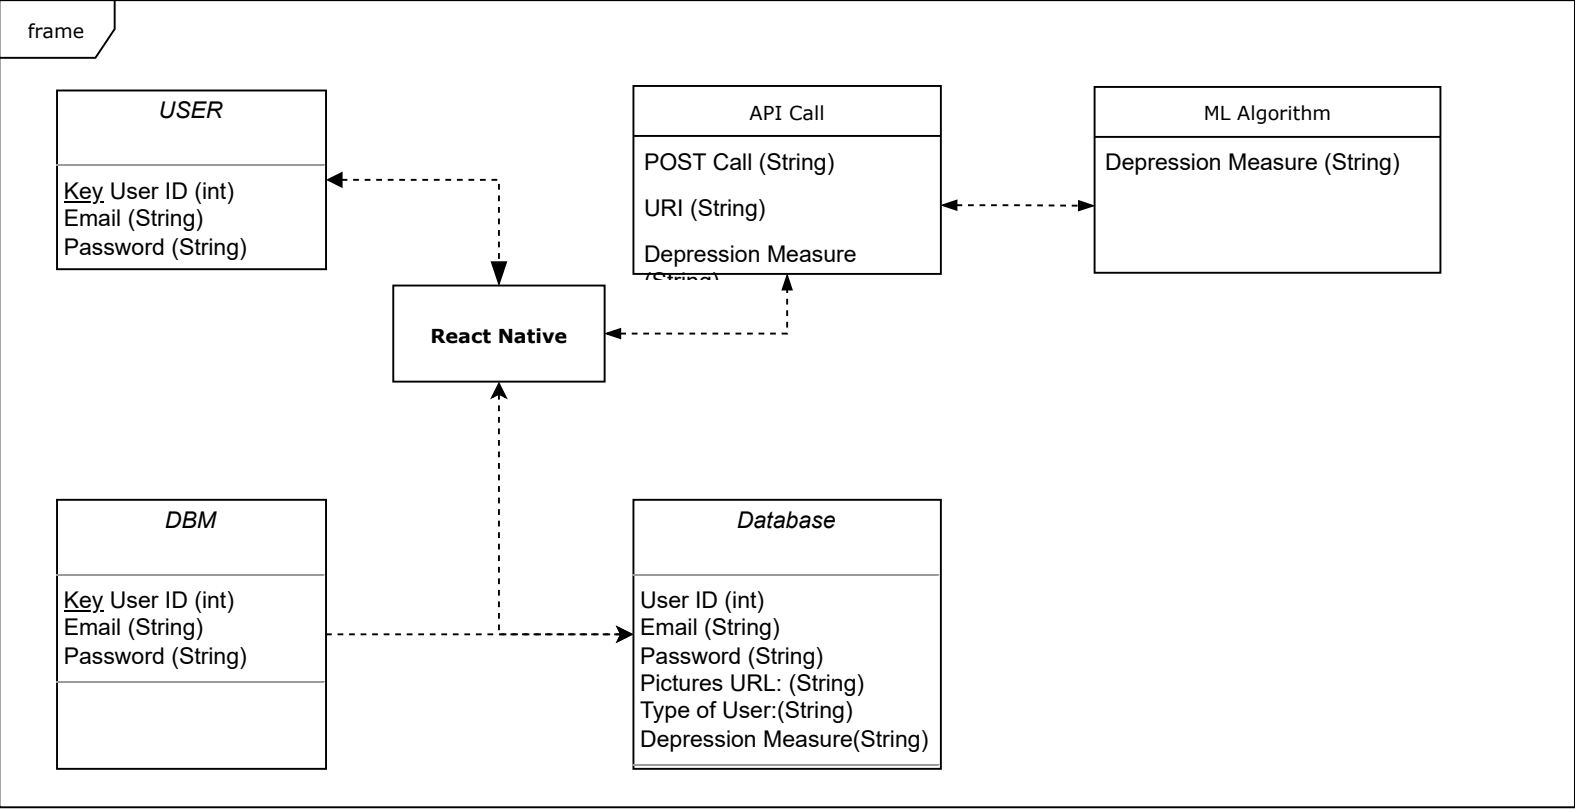 frame
USER
Key User ID (int)
Email (String)
Password (String)
API Call
POST Call (String)
URI (String)
Depression Measure
(String)
ML Algorithm
Depression Measure (String)
React Native
DBM
Key User ID (int)
Email (String)
Password (String)
Database
User ID (int)
Email (String)
Password (String)
Pictures URL: (String)
Type of User:(String)
Depression Measure(String)